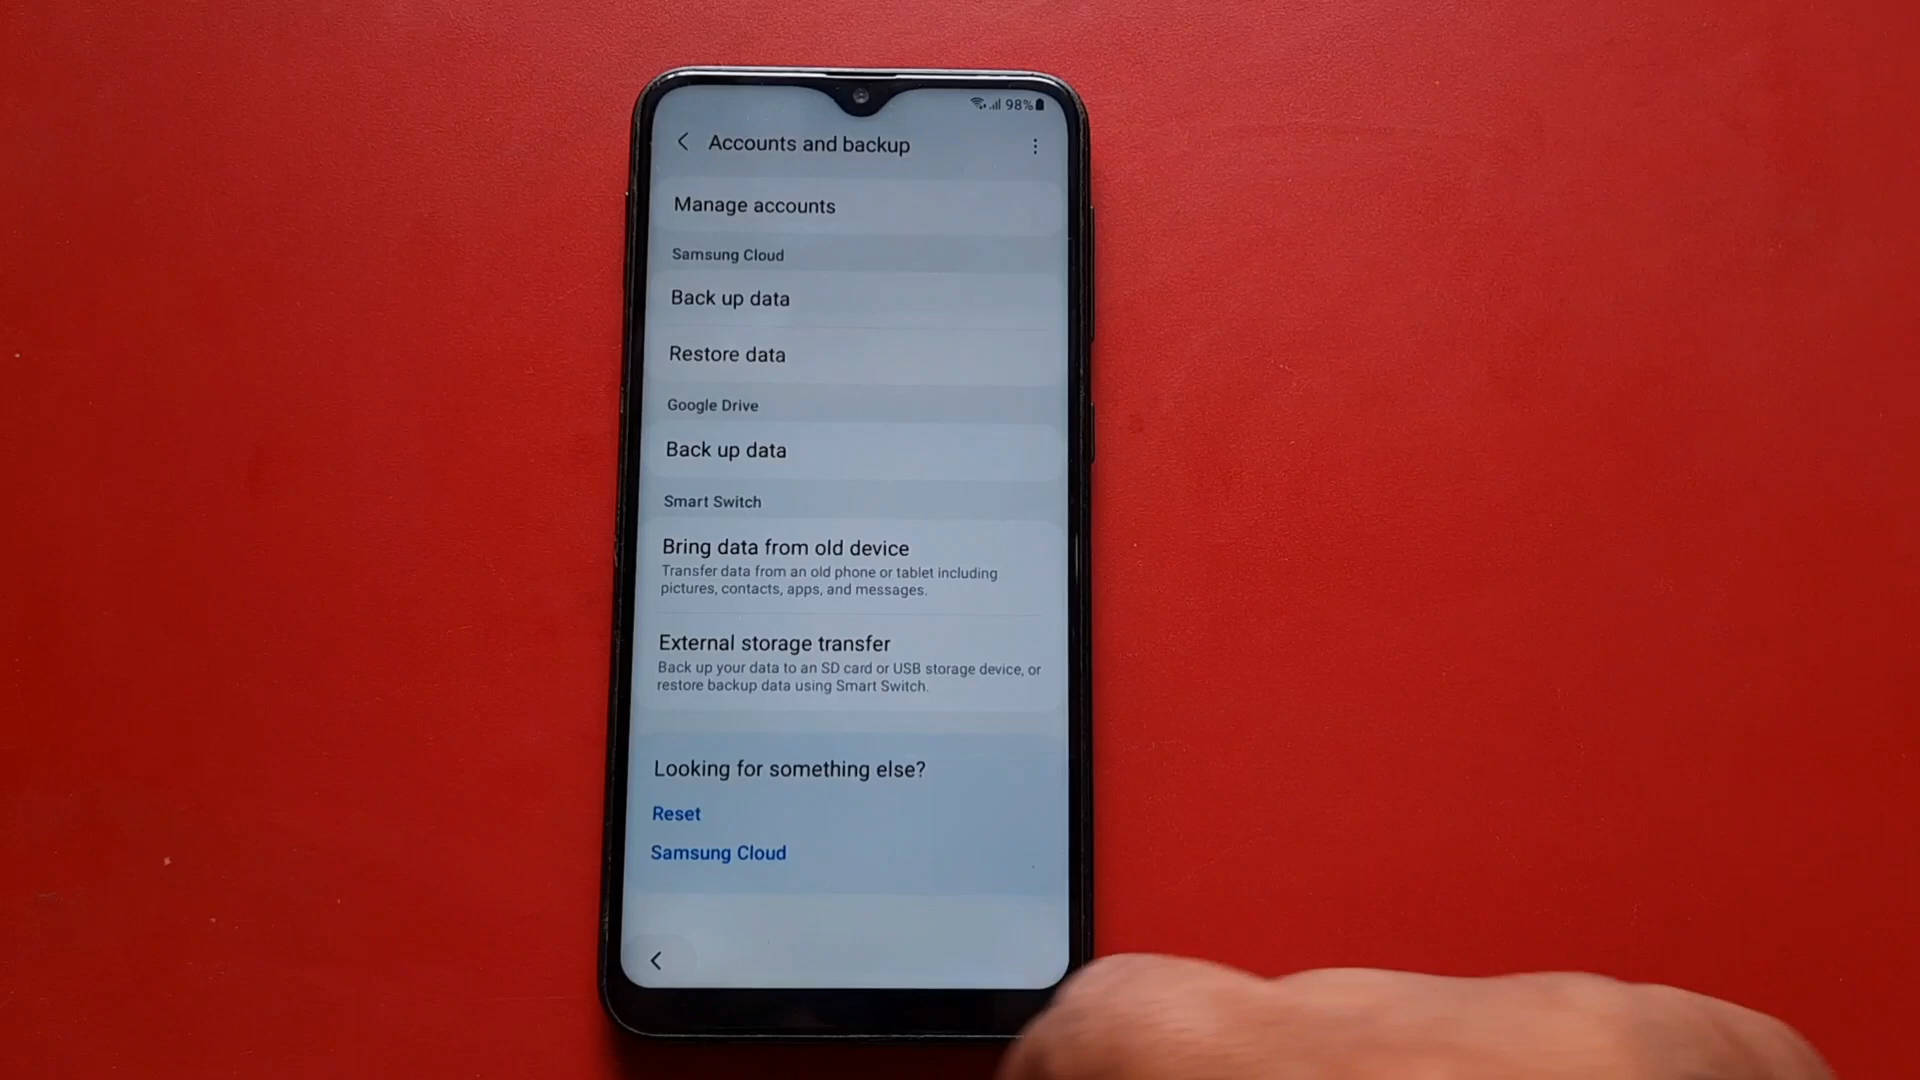 98%
Accounts and backup
Manage accounts
Samsung Cloud
Back up data
Restore data
Google Drive
Back up data
Smart Switch
Bring data from old device
Transfer data from an old phone or tablet including
pictures, contacts, apps, and messages.
External storage transfer
Back up your data to an SD card or USB storage device, or
restore backup data using Smart Switch.
Looking for something else?
Reset
Samsung Cloud